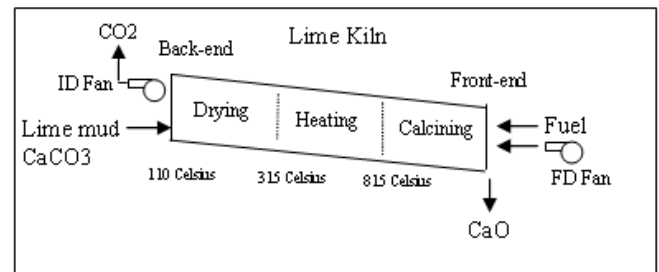 CO2
Lime Kiln
Back-end
Front-end
ID Fan
Drying
Heating
Calcining
Lime mud
CaCO3
Fuel
FD Fan
110 Celsius
315 Celsius
815 Celsius
CaO